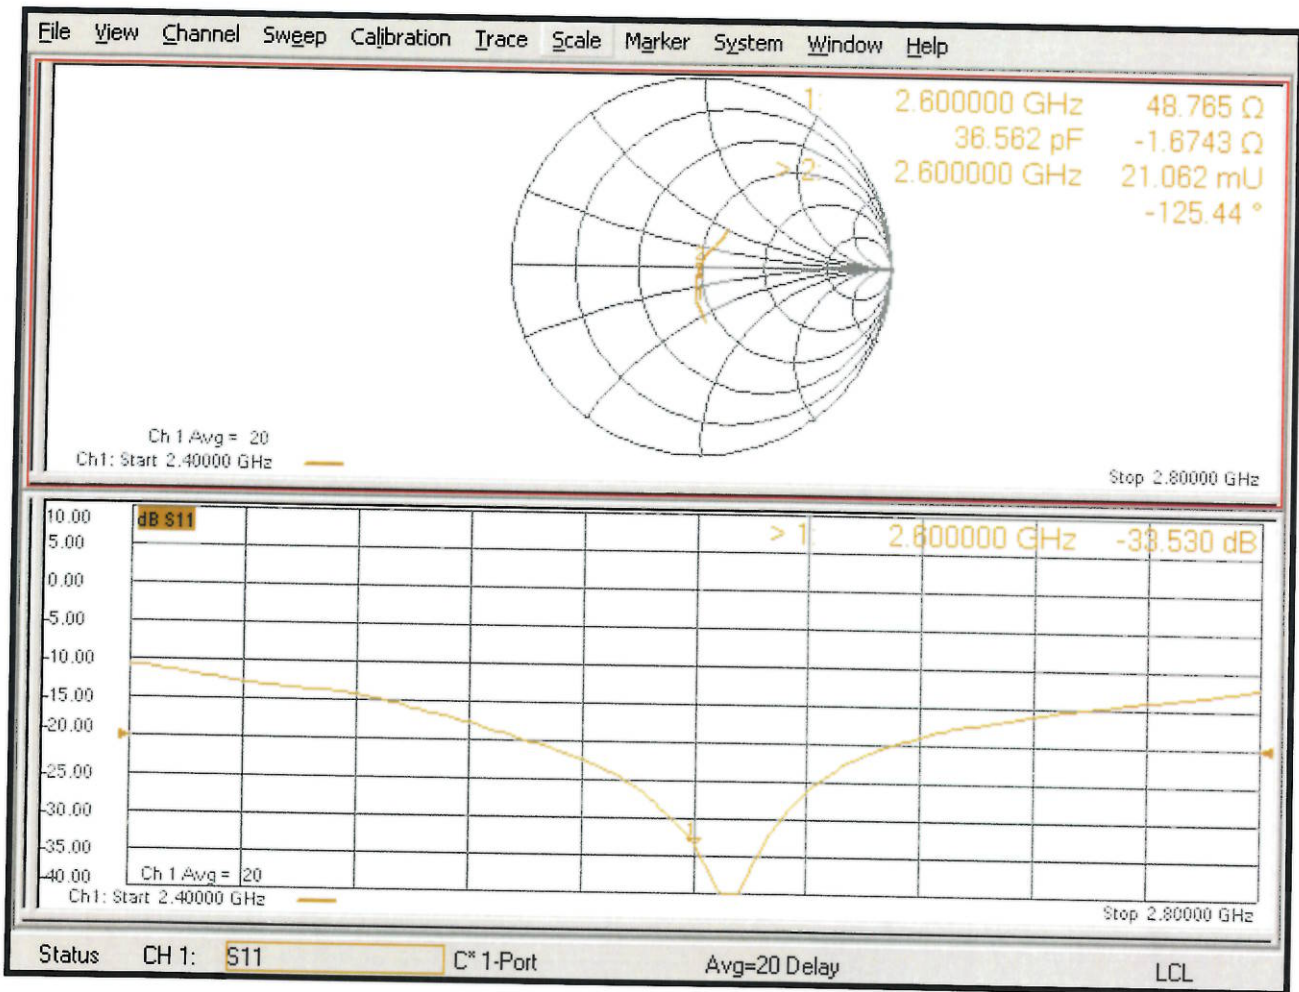 File View Channel Sweep Calibration Trace Scale Marker System Window Help
1: 2.600000 GHz 48.765 Ω
36.562 pF -1.6743 Ω
> 2: 2.600000 GHz 21.062 mU
-125.44 °
Ch 1 Avg = 20
Ch1: Start 2.40000 GHz
Stop 2.80000 GHz
10.00
dB S11
> 1: 2.600000 GHz -33.530 dB
5.00
0.00
-5.00
-10.00
-15.00
-20.00
-25.00
-30.00
1
-35.00
-40.00
Ch 1 Avg = 20
Ch1: Start 2.40000 GHz
Stop 2.80000 GHz
Status CH 1: S11 C* 1-Port Avg=20 Delay LCL